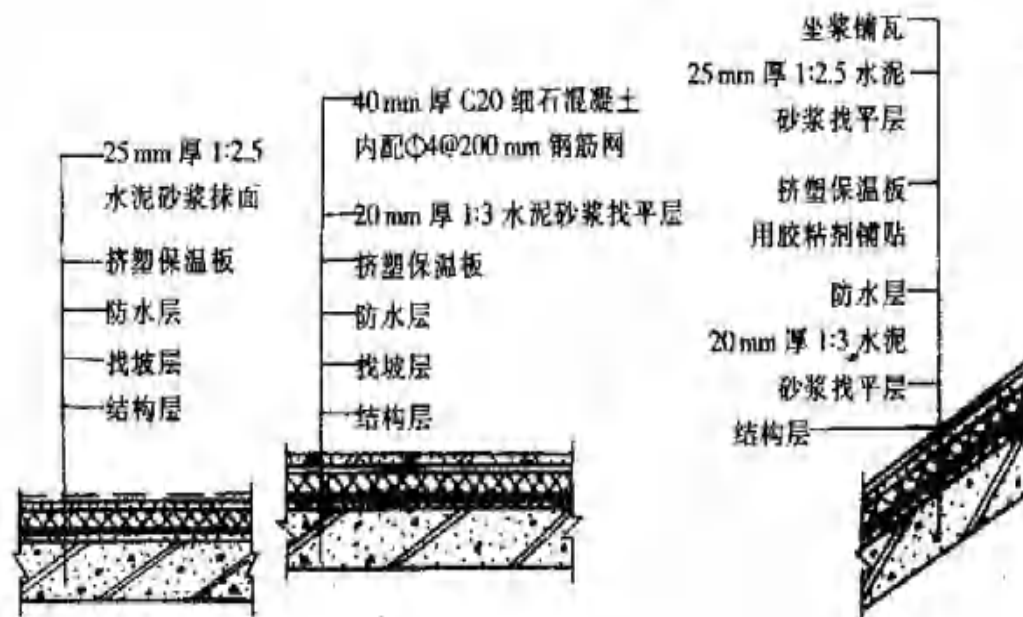 25mm 厚 1:2.5
水泥砂浆抹面
挤塑保温板
防水层
找坡层
结构层
40mm 厚 C20 细石混凝土
内配Φ4@200mm 钢筋网
20mm 厚 1:3 水泥砂浆找平层
挤塑保温板
防水层
找坡层
结构层
坐浆铺瓦
25mm 厚 1:2.5 水泥
砂浆找平层
挤塑保温板
用胶粘剂铺贴
防水层
20mm 厚 1:3 水泥
砂浆找平层
结构层